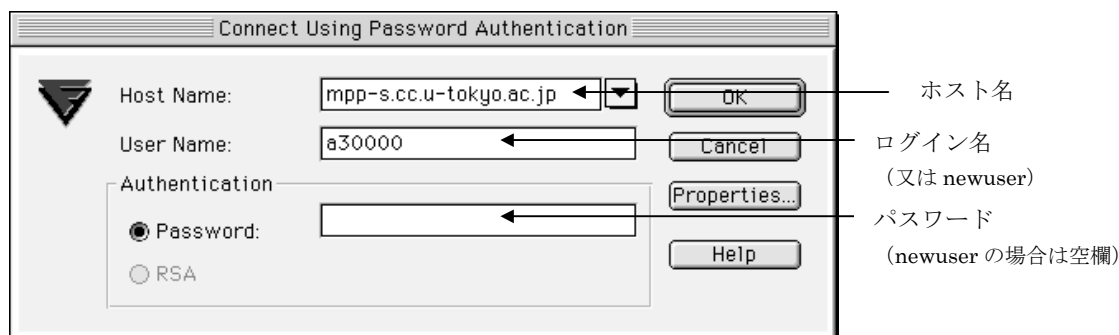 Connect Using Password Authentication
Host Name:
mpp-s.cc.u-tokyo.ac.jp
OK
ホスト名
User Name:
a30000
Cancel
ログイン名
（又は newuser）
Authentication
Properties...
Password:
パスワード
（newuser の場合は空欄）
RSA
Help